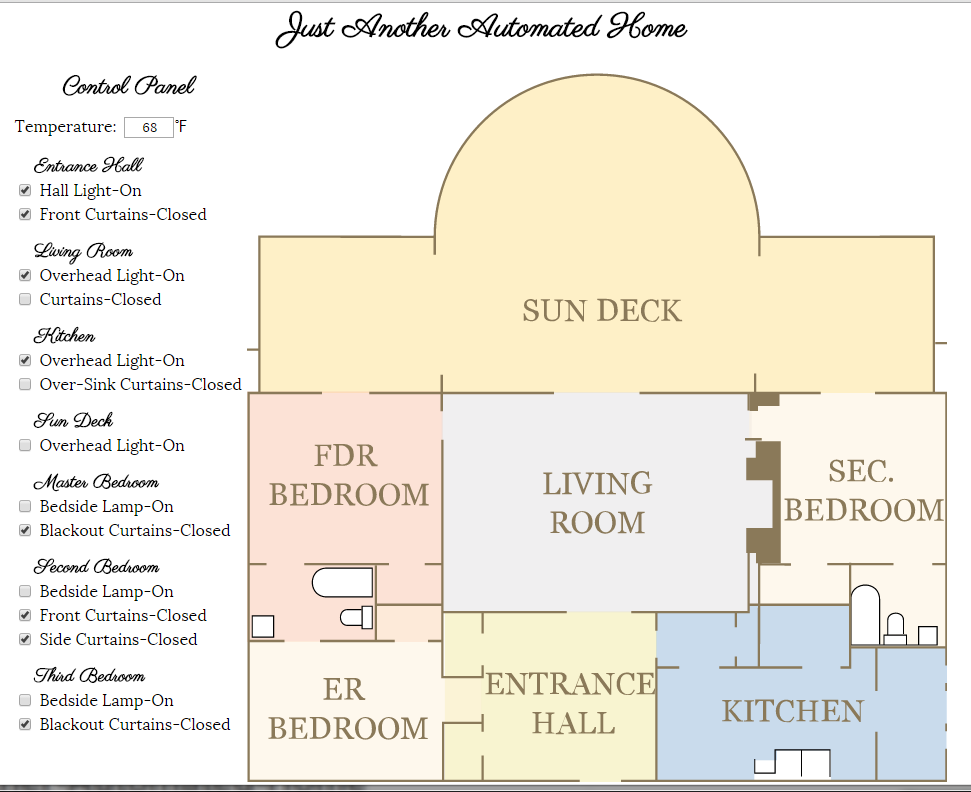 Just Another Automated Home
Control Panel
Temperature: 68 °F
Entrance Hall
Hall Light-On
Front Curtains-Closed
Living Room
Overhead Light-On
Curtains-Closed
Kitchen
Overhead Light-On
Over-Sink Curtains-Closed
Sun Deck
Overhead Light-On
Master Bedroom
Bedside Lamp-On
Blackout Curtains-Closed
Second Bedroom
Bedside Lamp-On
Front Curtains-Closed
Side Curtains-Closed
Third Bedroom
Bedside Lamp-On
Blackout Curtains-Closed
SUN DECK
FDR
BEDROOM
LIVING
ROOM
SEC.
BEDROOM
ER
BEDROOM
ENTRANCE
HALL
KITCHEN